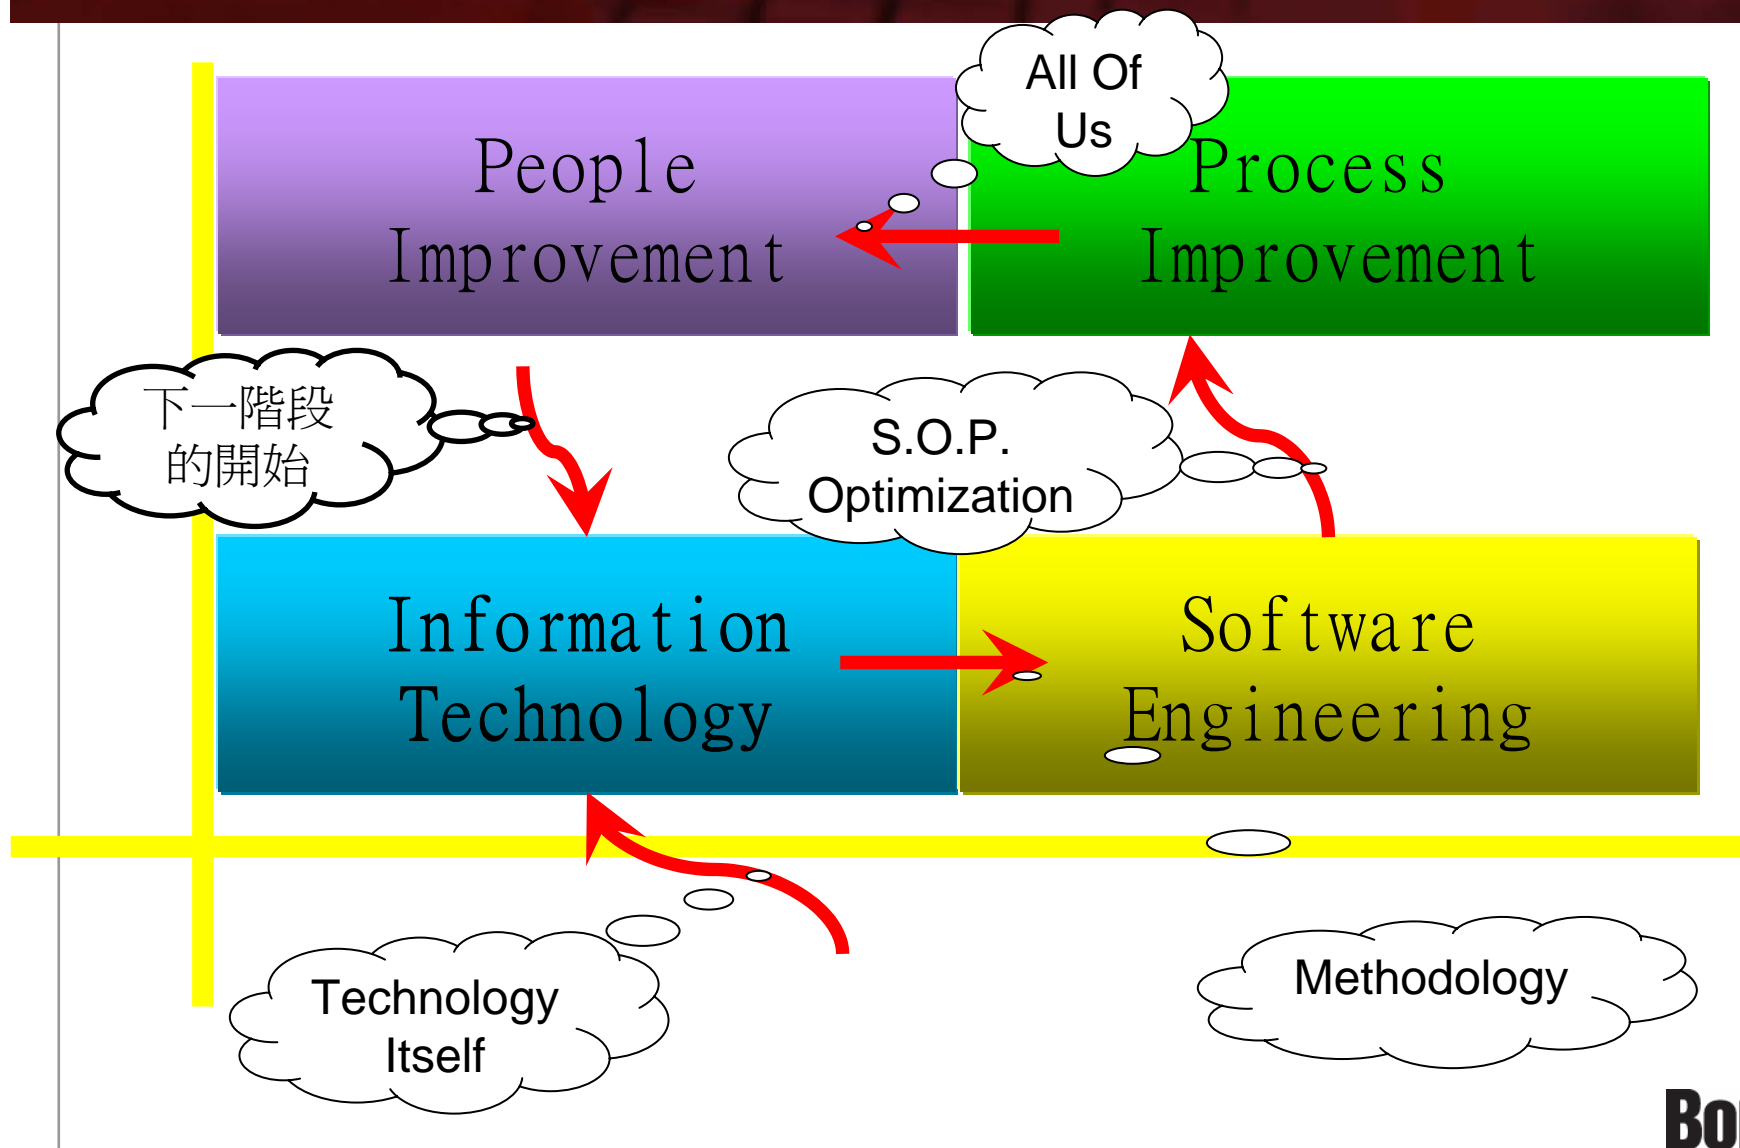 All Of
Us
People
Improvement
Process
Improvement
下一階段
的開始
S.O.P.
Optimization
Information
Technology
Software
Engineering
Technology
Itself
Methodology